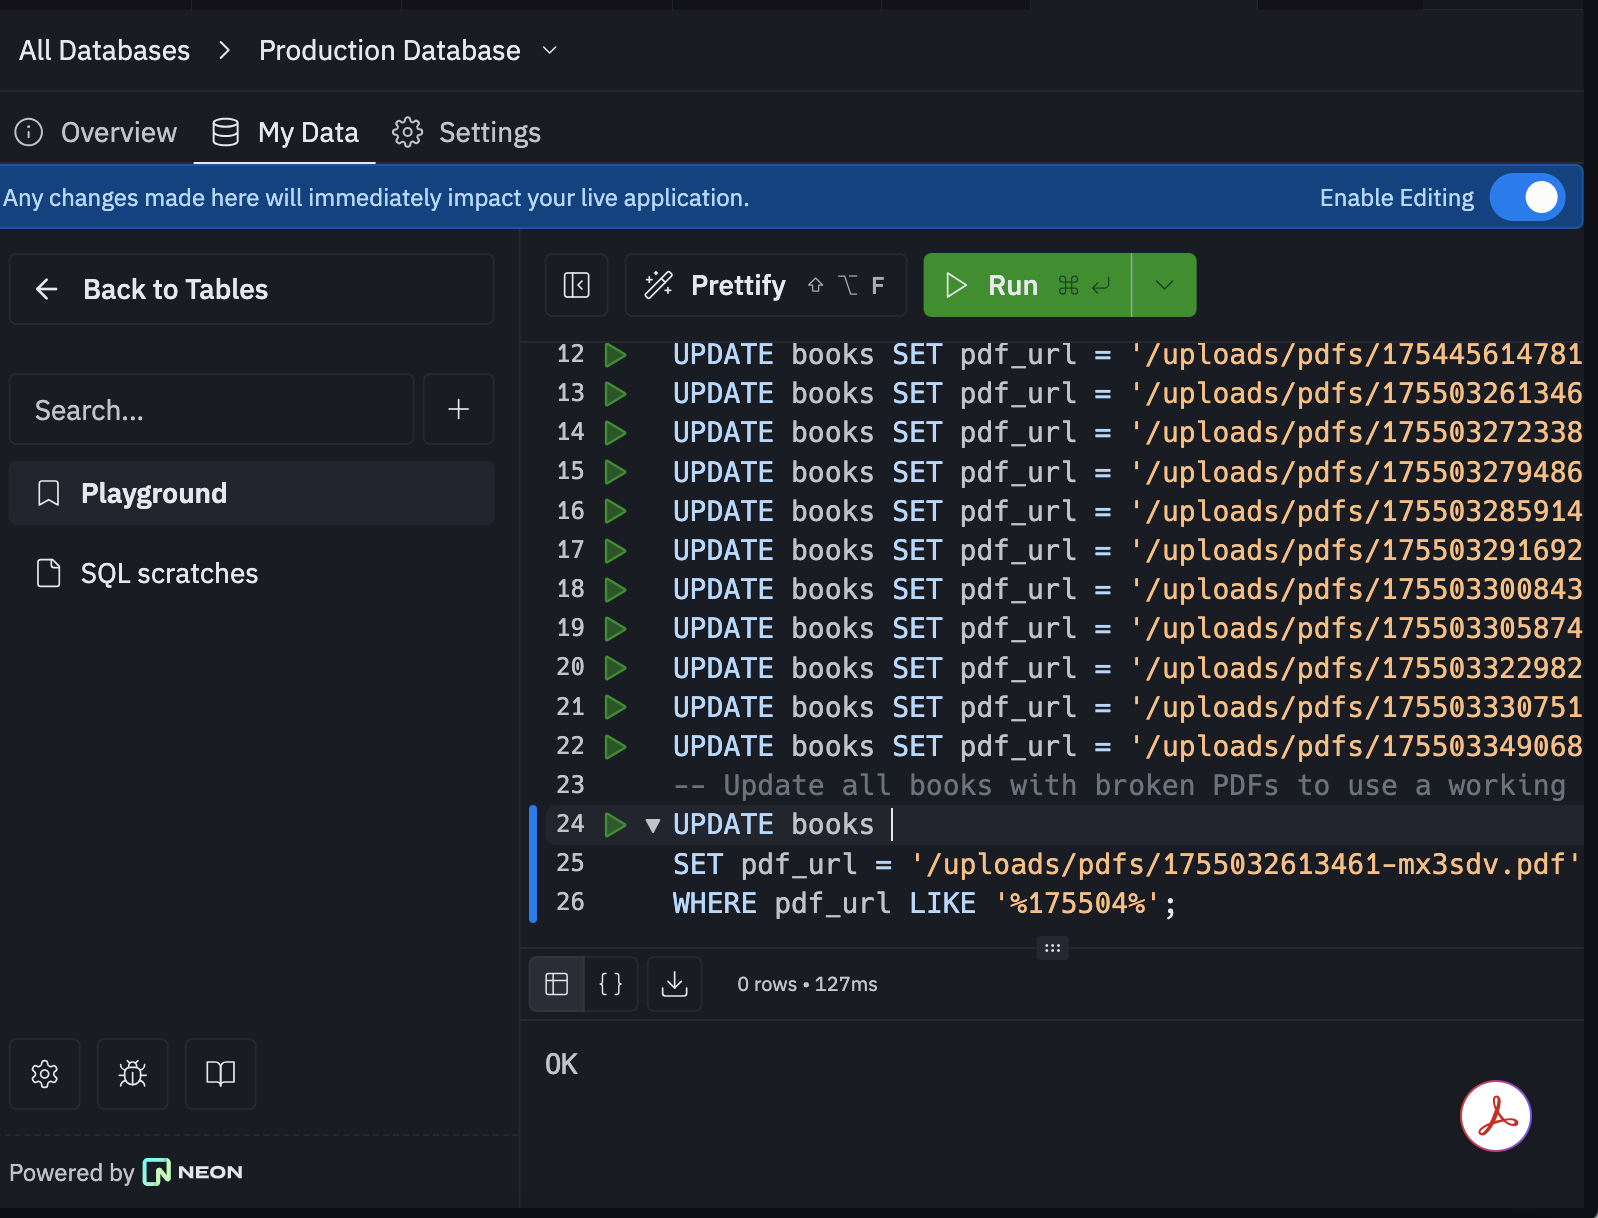 All Databases > Production Database
Overview My Data Settings
Any changes made here will immediately impact your live application. Enable Editing
Back to Tables
Prettify ⇧ ⌥ F Run ⌘ ↵
Search...
Playground
SQL scratches
12 UPDATE books SET pdf_url = '/uploads/pdfs/175445614781
13 UPDATE books SET pdf_url = '/uploads/pdfs/175503261346
14 UPDATE books SET pdf_url = '/uploads/pdfs/175503272338
15 UPDATE books SET pdf_url = '/uploads/pdfs/175503279486
16 UPDATE books SET pdf_url = '/uploads/pdfs/175503285914
17 UPDATE books SET pdf_url = '/uploads/pdfs/175503291692
18 UPDATE books SET pdf_url = '/uploads/pdfs/175503300843
19 UPDATE books SET pdf_url = '/uploads/pdfs/175503305874
20 UPDATE books SET pdf_url = '/uploads/pdfs/175503322982
21 UPDATE books SET pdf_url = '/uploads/pdfs/175503330751
22 UPDATE books SET pdf_url = '/uploads/pdfs/175503349068
23 -- Update all books with broken PDFs to use a working
24 UPDATE books
25 SET pdf_url = '/uploads/pdfs/1755032613461-mx3sdv.pdf'
26 WHERE pdf_url LIKE '%175504%';
0 rows • 127ms
OK
Powered by NEON